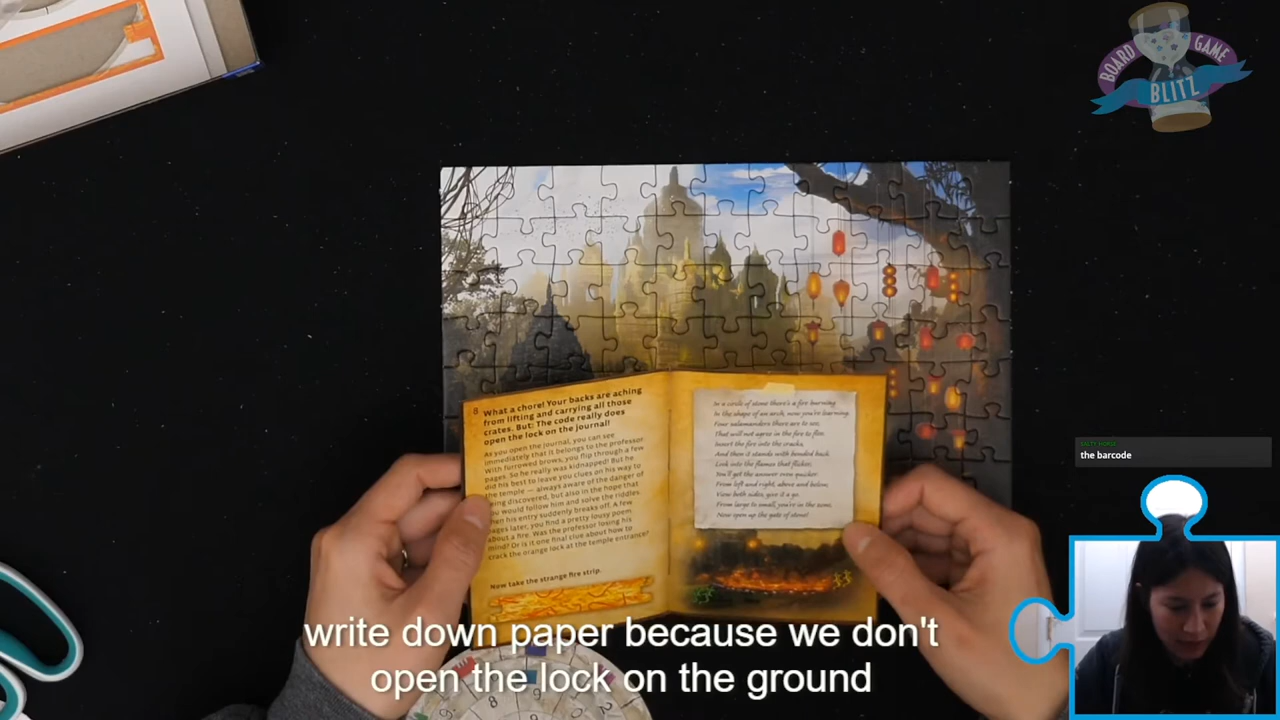 BOARD GAME
BLITZ
8 What a chore! Your backs are aching
from lifting and carrying all those
crates. But: The code really does
open the lock on the journal!
As you open the journal, you can see
immediately that it belongs to the professor.
With furrowed brows, you flip through a few
pages. So he really was kidnapped! But he
did his best to leave you clues on his way to
the temple — always aware of the danger of
being discovered, but also in the hope that
you would follow him and solve the riddles.
Then his entry suddenly breaks off. A few
pages later, you find a pretty lousy poem
about a fire. Was the professor losing his
mind? Or is it one final clue about how to
crack the orange lock at the temple entrance?
Now take the strange fire strip.
In a circle of stone there's a fire burning
In the shape of an arch, now you're learning.
Four salamanders there are to see,
That will not agree in the fire to flee.
Insert the fire into the cracks,
And then it stands with bended back.
Look into the flames that flicker,
You'll get the answer even quicker.
From left and right, above and below,
View both sides, give it a go.
From large to small, you're in the zone,
Now open up the gate of stone!
SALTY HORSE
the barcode
write down paper because we don't
open the lock on the ground